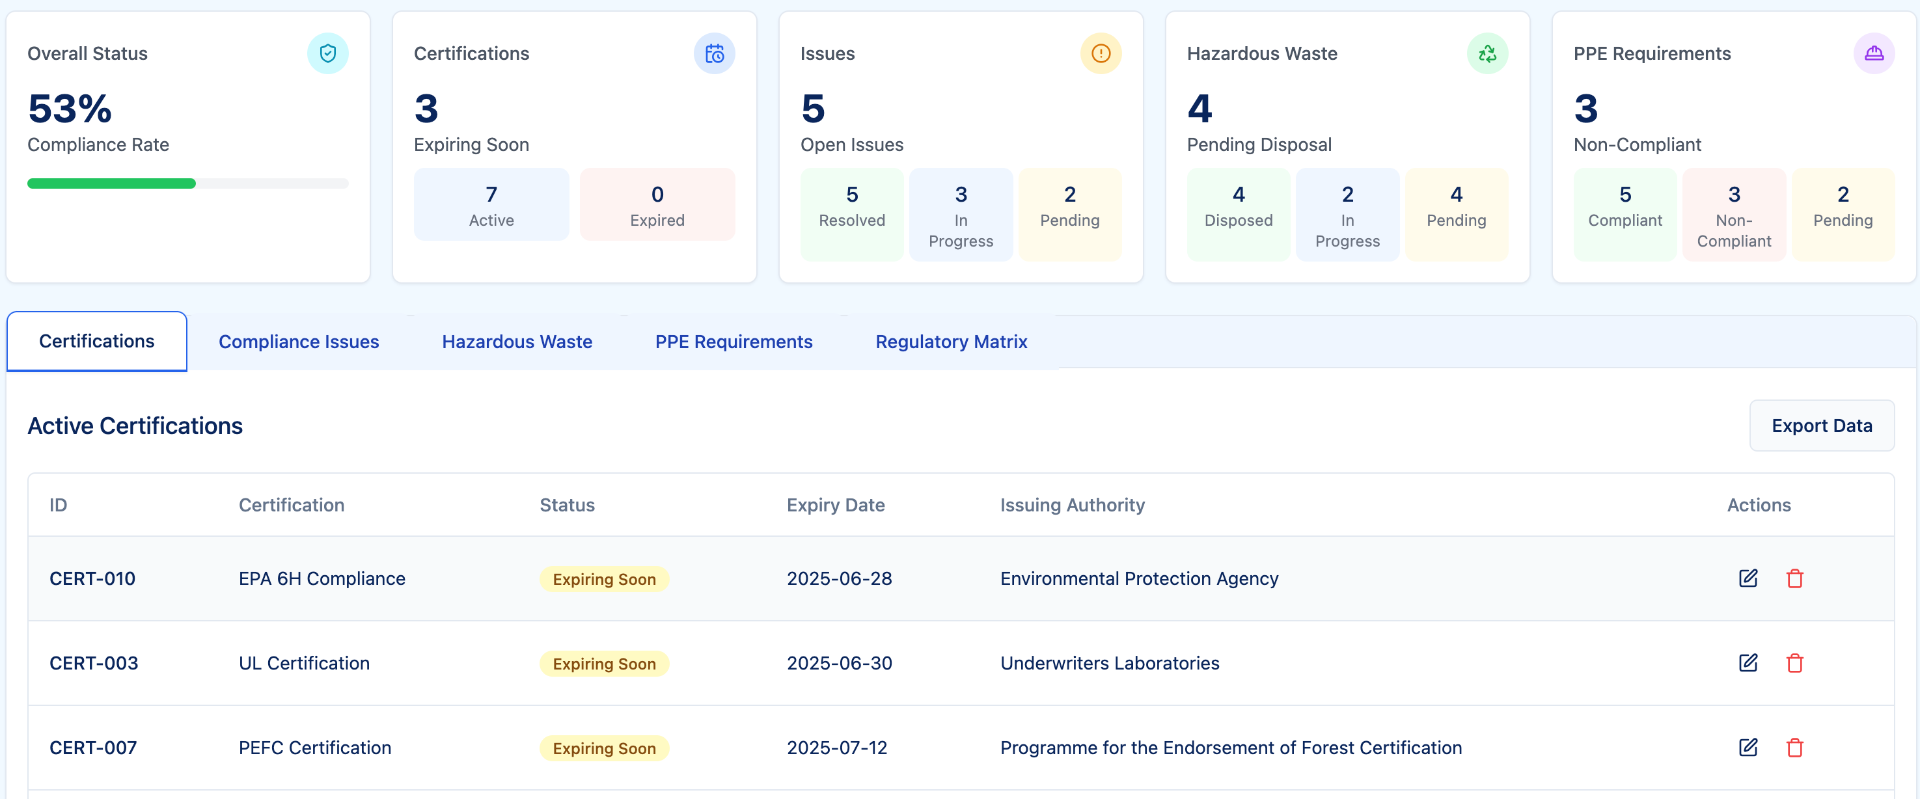 Overall Status
53%
Compliance Rate
Certifications
3
Expiring Soon
7
Active
0
Expired
Issues
5
Open Issues
5
Resolved
3
In
Progress
2
Pending
Hazardous Waste
4
Pending Disposal
4
Disposed
2
In
Progress
4
Pending
PPE Requirements
3
Non-Compliant
5
Compliant
3
Non-
Compliant
2
Pending
Certifications Compliance Issues Hazardous Waste PPE Requirements Regulatory Matrix
Active Certifications
Export Data
ID Certification Status Expiry Date Issuing Authority Actions
CERT-010 EPA 6H Compliance Expiring Soon 2025-06-28 Environmental Protection Agency
CERT-003 UL Certification Expiring Soon 2025-06-30 Underwriters Laboratories
CERT-007 PEFC Certification Expiring Soon 2025-07-12 Programme for the Endorsement of Forest Certification